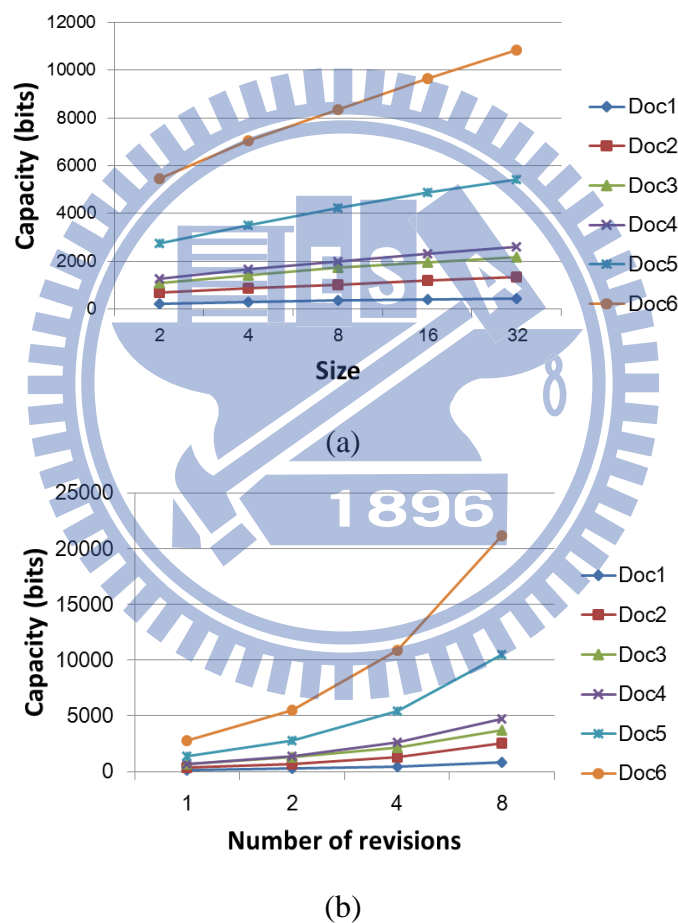 12000
10000
8000
6000
4000
2000
0
Capacity (bits)
2 4 8 16 32
Size
Doc1
Doc2
Doc3
Doc4
Doc5
Doc6
(a)
1896
25000
20000
15000
10000
5000
0
Capacity (bits)
1 2 4 8
Number of revisions
Doc1
Doc2
Doc3
Doc4
Doc5
Doc6
(b)